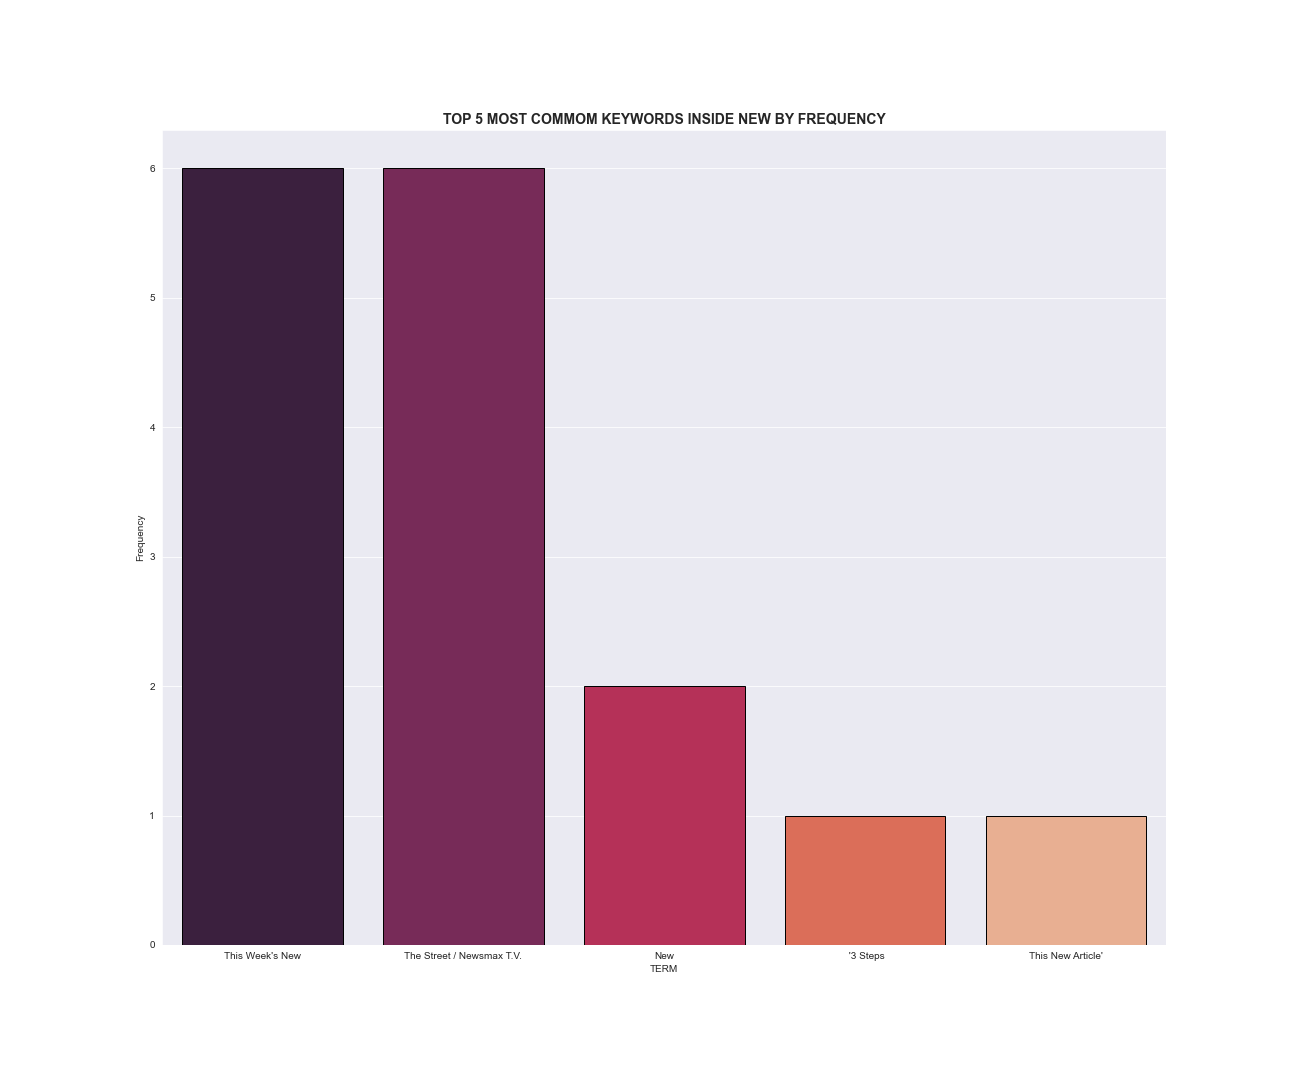 TOP 5 MOST COMMOM KEYWORDS INSIDE NEW BY FREQUENCY
6
5
4
3
2
1
0
Frequency
This Week's New
The Street / Newsmax T.V.
New
'3 Steps
This New Article'
TERM